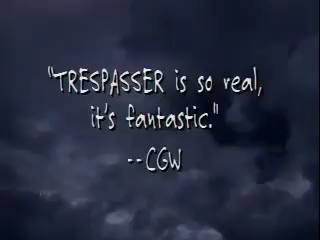 "TRESPASSER is so real,
it's fantastic."
--CGW